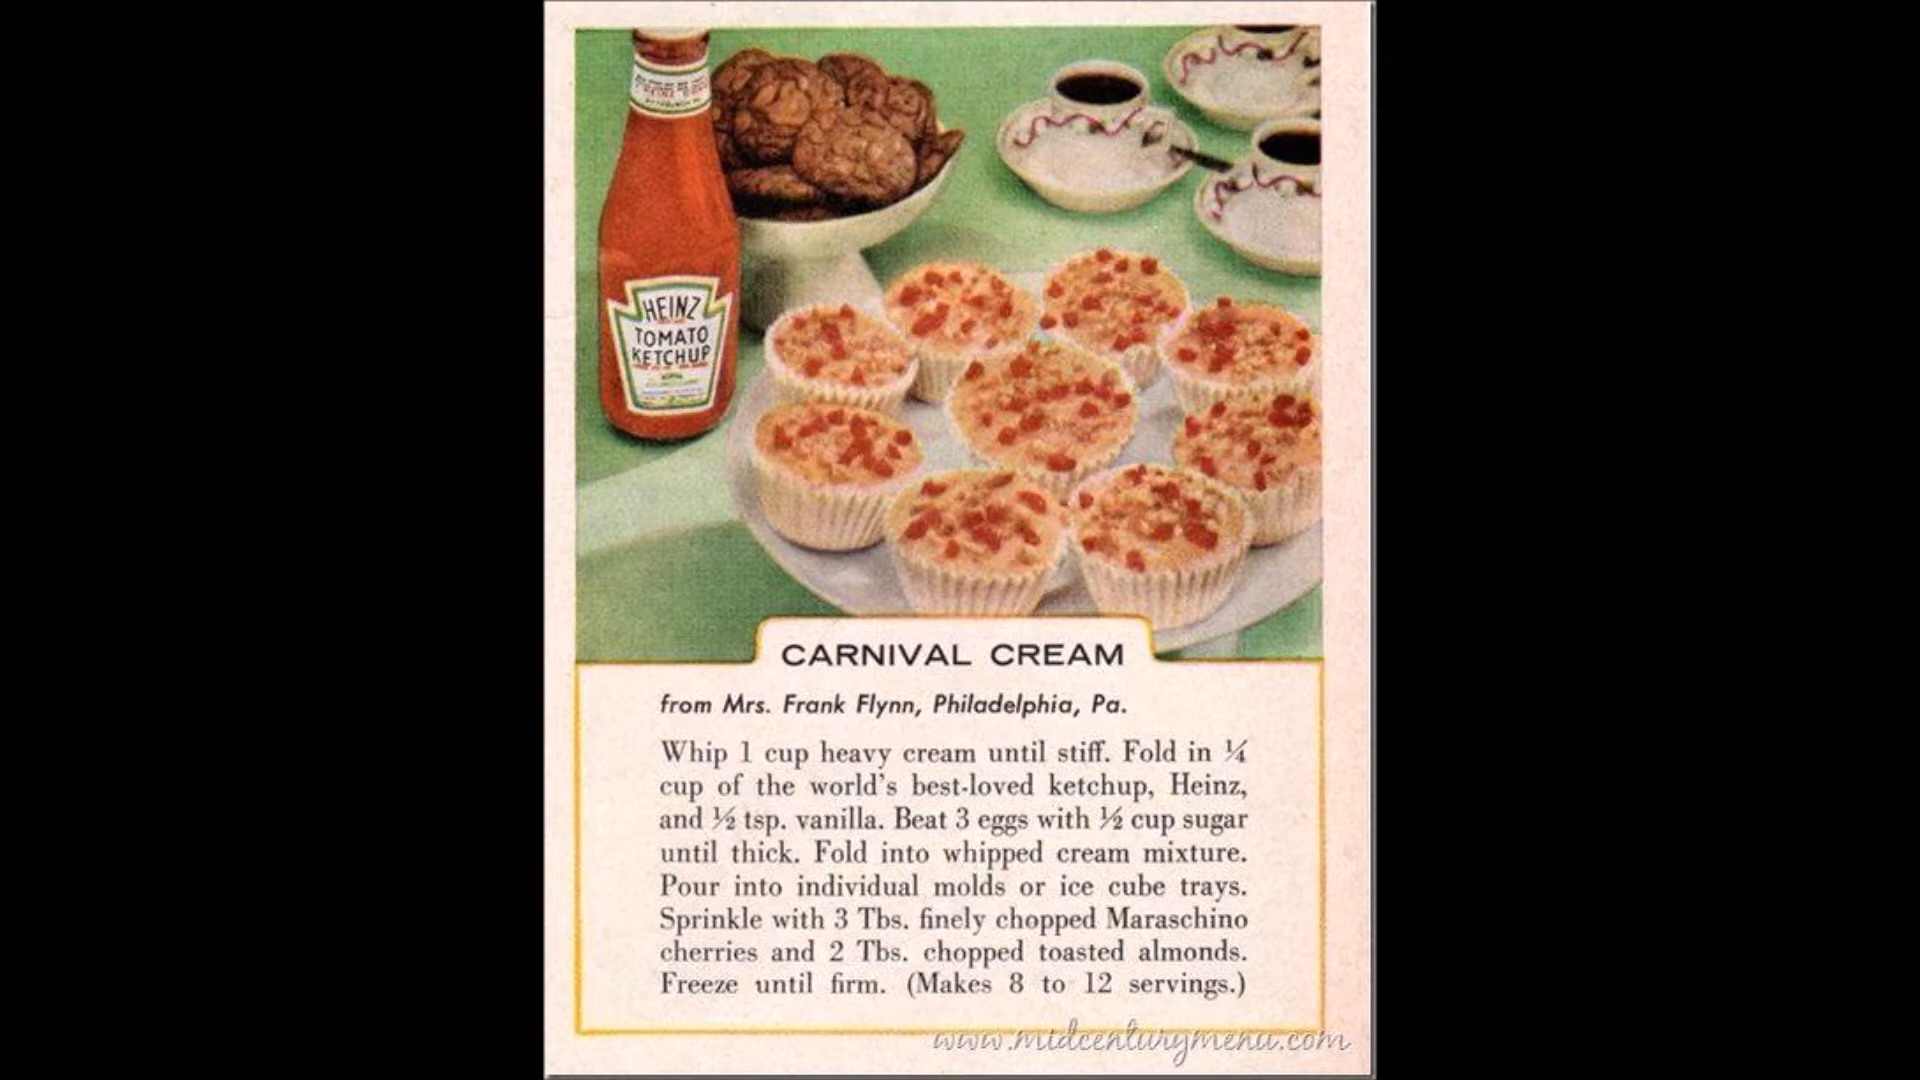 HEINZ
TOMATO
KETCHUP
CARNIVAL CREAM
from Mrs. Frank Flynn, Philadelphia, Pa.
Whip 1 cup heavy cream until stiff. Fold in ¼
cup of the world's best-loved ketchup, Heinz,
and ½ tsp. vanilla. Beat 3 eggs with ½ cup sugar
until thick. Fold into whipped cream mixture.
Pour into individual molds or ice cube trays.
Sprinkle with 3 Tbs. finely chopped Maraschino
cherries and 2 Tbs. chopped toasted almonds.
Freeze until firm. (Makes 8 to 12 servings.)
www.midcenturymenu.com